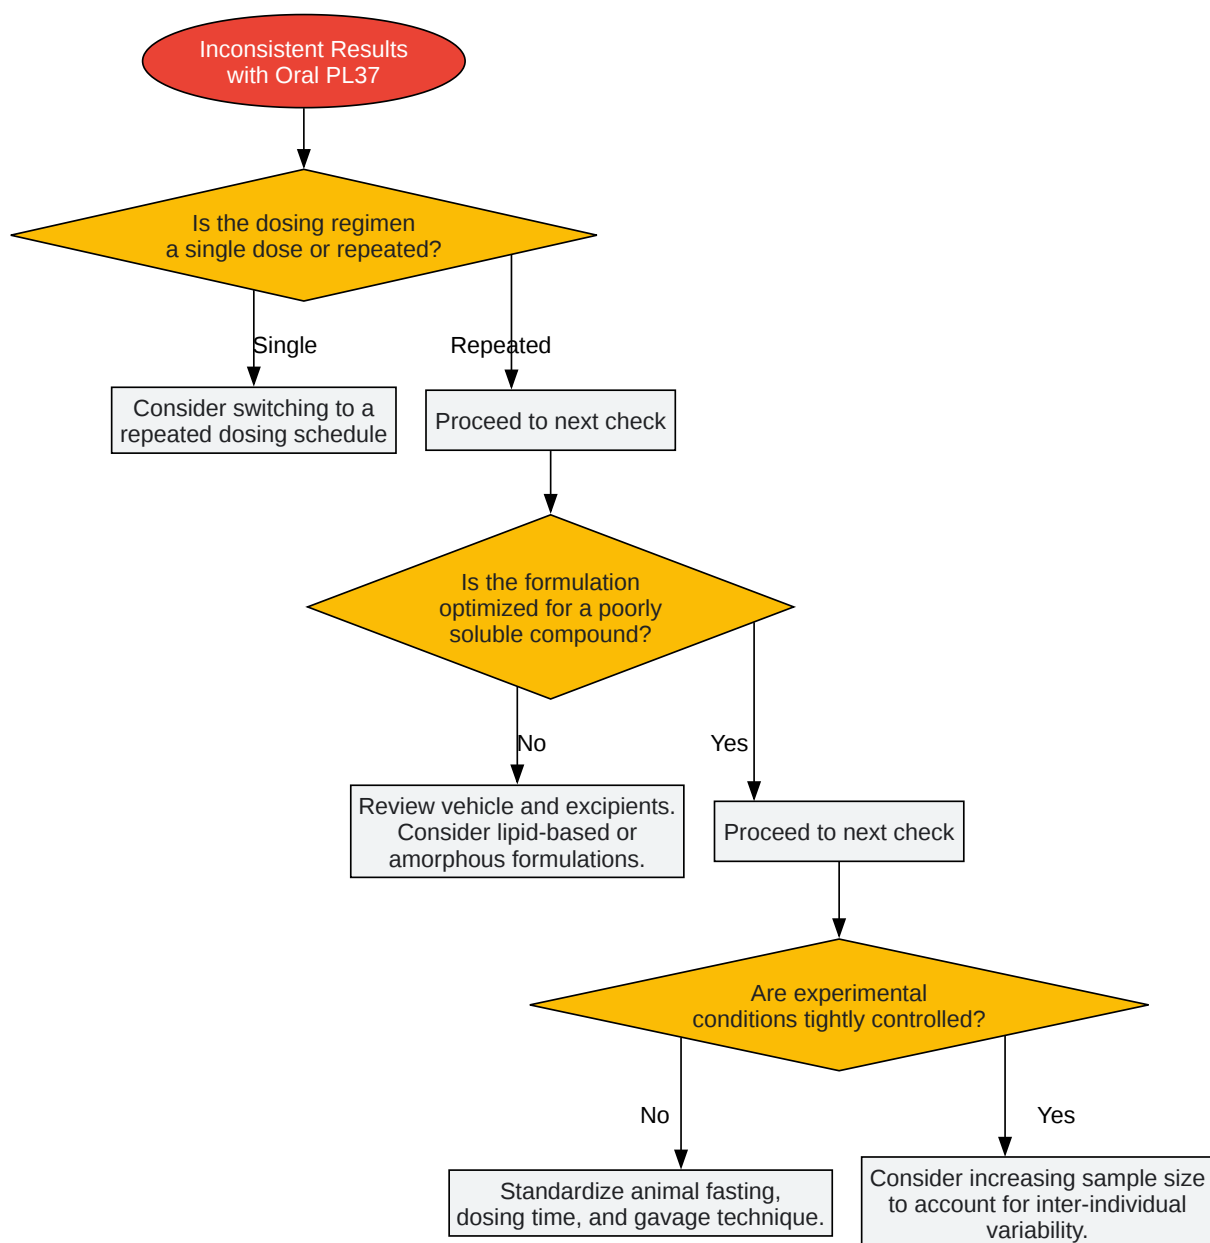 Inconsistent Results
with Oral PL37
Is the dosing regimen
a single dose or repeated?
Single
Repeated
Consider switching to a
repeated dosing schedule
Proceed to next check
Is the formulation
optimized for a poorly
soluble compound?
No
Yes
Review vehicle and excipients.
Consider lipid-based or
amorphous formulations.
Proceed to next check
Are experimental
conditions tightly controlled?
No
Yes
Standardize animal fasting,
dosing time, and gavage technique.
Consider increasing sample size
to account for inter-individual
variability.